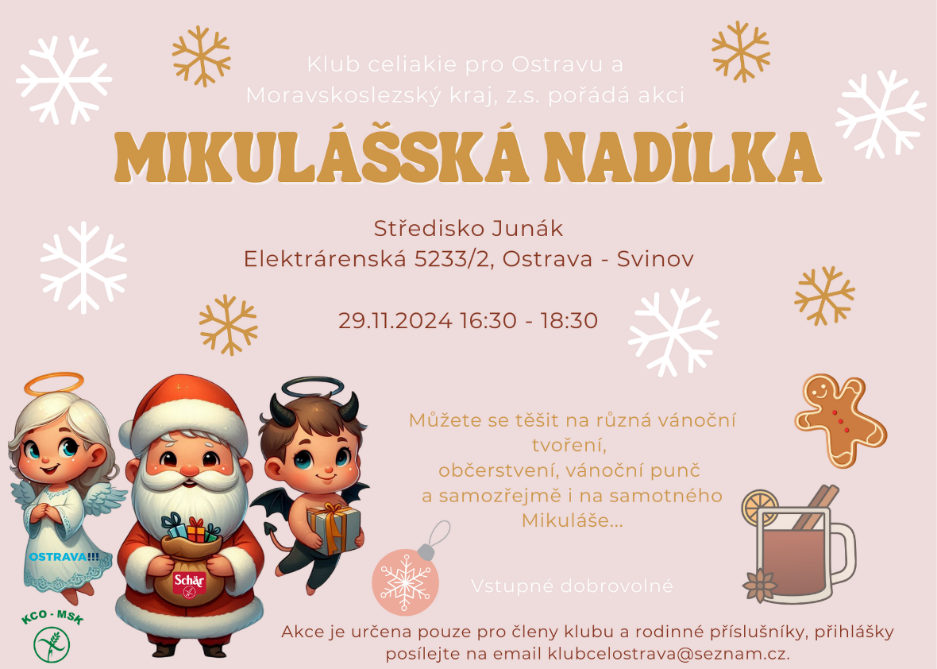 Klub celiakie pro Ostravu a
Moravskoslezský kraj, z.s. pořádá akci
MIKULÁŠSKÁ NADÍLKA
Středisko Junák
Elektrárenská 5233/2, Ostrava - Svinov
29.11.2024 16:30 - 18:30
Můžete se těšit na různá vánoční
tvoření,
občerstvení, vánoční punč
a samozřejmě i na samotného
Mikuláše...
OSTRAVA!!!
Schär
Vstupné dobrovolné
KCO - MSK
Akce je určena pouze pro členy klubu a rodinné příslušníky, přihlášky
posílejte na email klubcelostrava@seznam.cz.